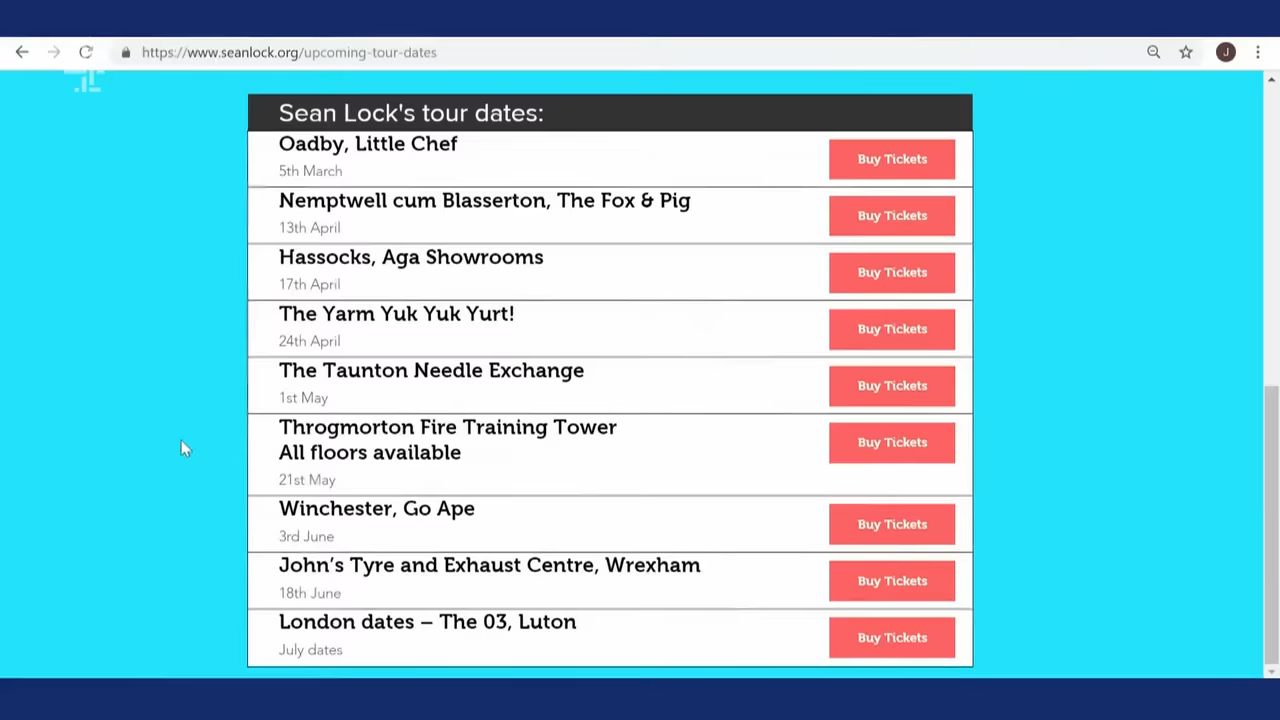 https://www.seanlock.org/upcoming-tour-dates
J
Sean Lock's tour dates:
Oadby, Little Chef
5th March
Buy Tickets
Nemptwell cum Blasserton, The Fox & Pig
13th April
Buy Tickets
Hassocks, Aga Showrooms
17th April
Buy Tickets
The Yarm Yuk Yuk Yurt!
24th April
Buy Tickets
The Taunton Needle Exchange
1st May
Buy Tickets
Throgmorton Fire Training Tower
All floors available
21st May
Buy Tickets
Winchester, Go Ape
3rd June
Buy Tickets
John’s Tyre and Exhaust Centre, Wrexham
18th June
Buy Tickets
London dates – The 03, Luton
July dates
Buy Tickets